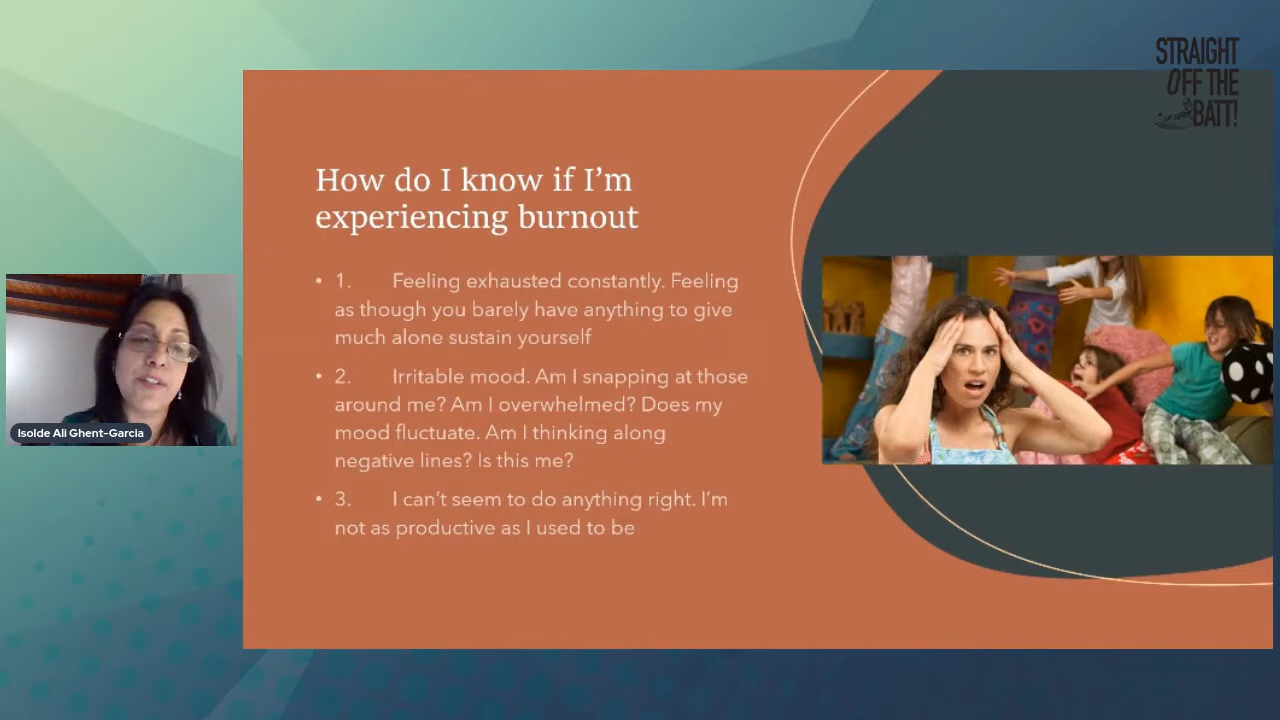 STRAIGHT
OFF THE
BATT!
How do I know if I'm
experiencing burnout
• 1. Feeling exhausted constantly. Feeling
as though you barely have anything to give
much alone sustain yourself
• 2. Irritable mood. Am I snapping at those
around me? Am I overwhelmed? Does my
mood fluctuate. Am I thinking along
negative lines? Is this me?
• 3. I can't seem to do anything right. I'm
not as productive as I used to be
Isolde Ali Ghent-Garcia